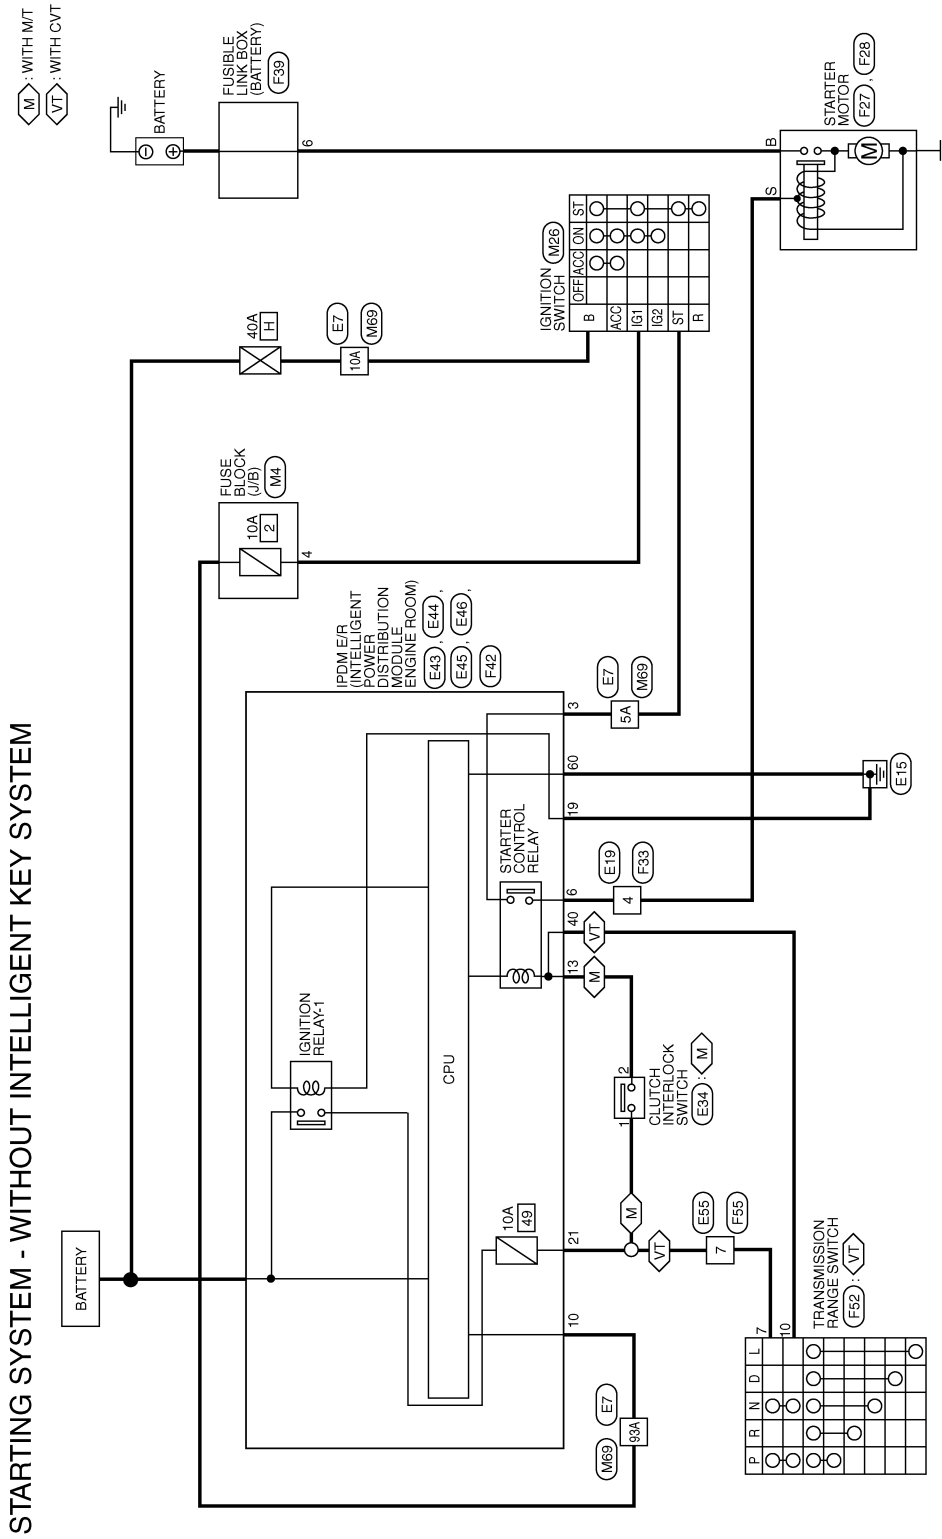 STARTING SYSTEM - WITHOUT INTELLIGENT KEY SYSTEM
M : WITH M/T
VT : WITH CVT
BATTERY
BATTERY
FUSIBLE
LINK BOX
(BATTERY)
F39
6
40A
H
E7
M69
10A
FUSE
BLOCK
(J/B)
M4
10A
2
4
IGNITION
SWITCH
M26
OFF ACC ON ST
B
ACC
IG1
IG2
ST
R
STARTER
MOTOR
F27 , F28
S
B
M
IPDM E/R
(INTELLIGENT
POWER
DISTRIBUTION
MODULE
ENGINE ROOM)
E43 , E44 ,
E45 , E46 ,
F42
IGNITION
RELAY-1
CPU
STARTER
CONTROL
RELAY
10A
49
10
21
13
40
6
19
60
3
M69
E7
93A
M
VT
M
VT
E19
F33
4
E7
M69
5A
E15
1
2
CLUTCH
INTERLOCK
SWITCH
E34 : M
E55
F55
7
TRANSMISSION
RANGE SWITCH
F52 : VT
7
10
P R N D L